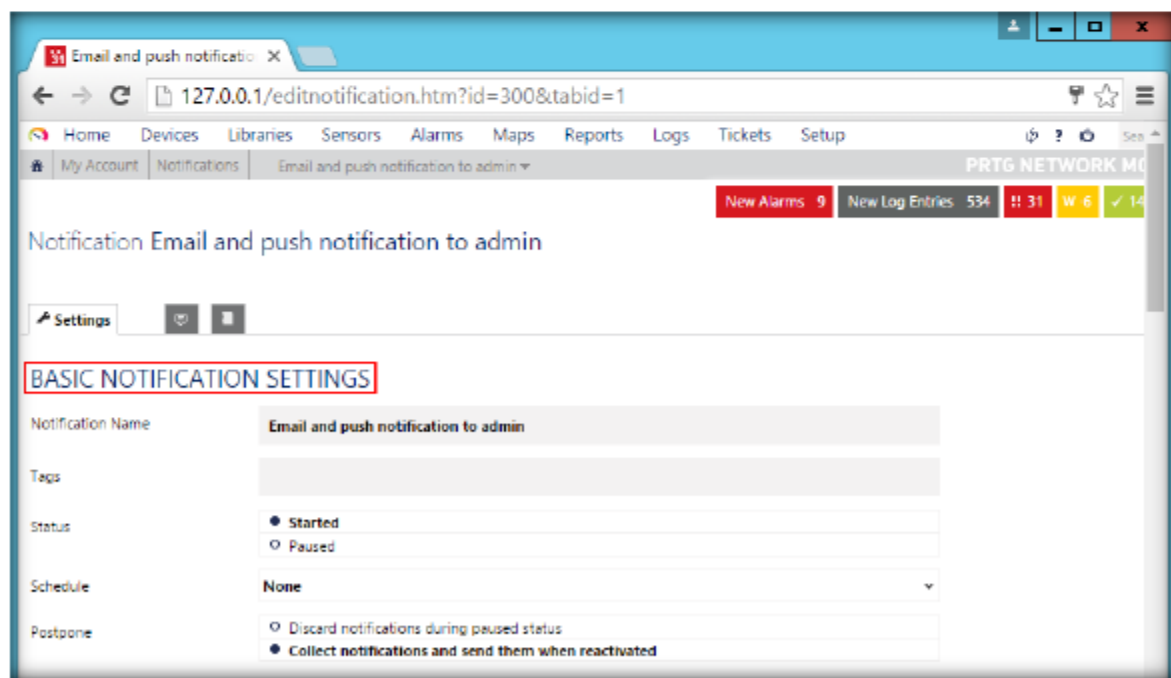 Email and push notificatio
127.0.0.1/editnotification.htm?id=300&tabid=1
Home Devices Libraries Sensors Alarms Maps Reports Logs Tickets Setup ? Sea
My Account Notifications Email and push notification to admin
PRTG NETWORK MO
New Alarms 9 New Log Entries 534 !! 31 W 6 ✓ 14
Notification Email and push notification to admin
Settings
BASIC NOTIFICATION SETTINGS
Notification Name Email and push notification to admin
Tags
Status Started
Paused
Schedule None
Postpone Discard notifications during paused status
Collect notifications and send them when reactivated